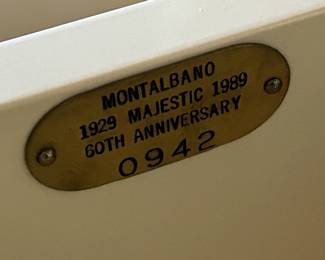 MONTALBANO
1929 MAJESTIC 1989
60TH ANNIVERSARY
0942